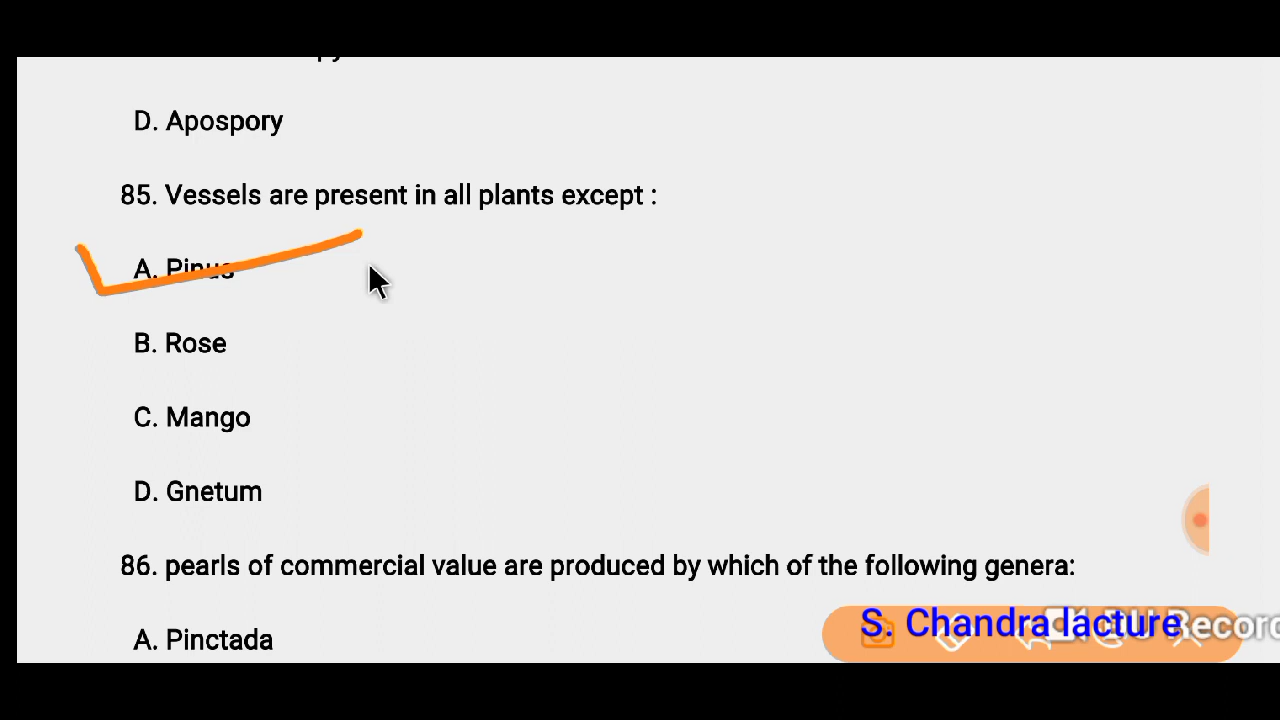 D. Apospory
85. Vessels are present in all plants except :
A. Pinus
B. Rose
C. Mango
D. Gnetum
86. pearls of commercial value are produced by which of the following genera:
A. Pinctada
S. Chandra lacture